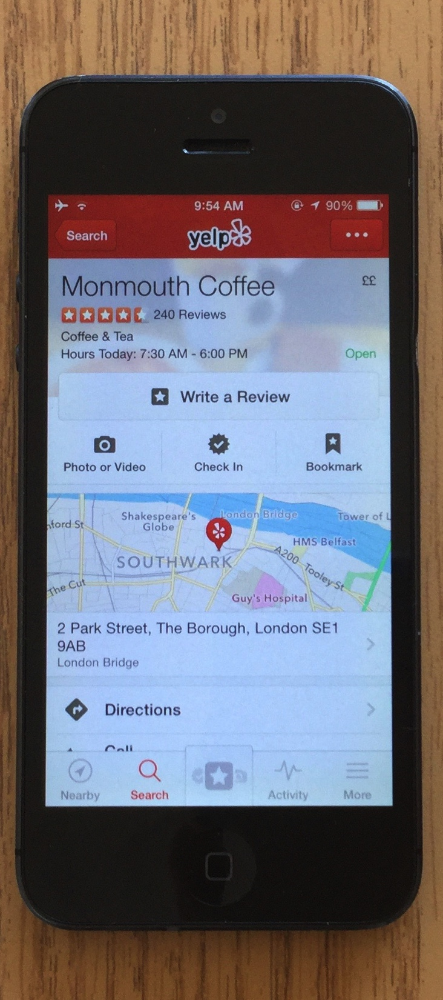 9:54 AM 90%
Search yelp
Monmouth Coffee ££
240 Reviews
Coffee & Tea
Hours Today: 7:30 AM - 6:00 PM Open
Write a Review
Photo or Video Check In Bookmark
Shakespeare's
Globe
London Bridge
Tower of L
nford St
HMS Belfast
SOUTHWARK
A200
Tooley St
The Cut
Guy's Hospital
2 Park Street, The Borough, London SE1
9AB
London Bridge
Directions
Call
Nearby Search Activity More